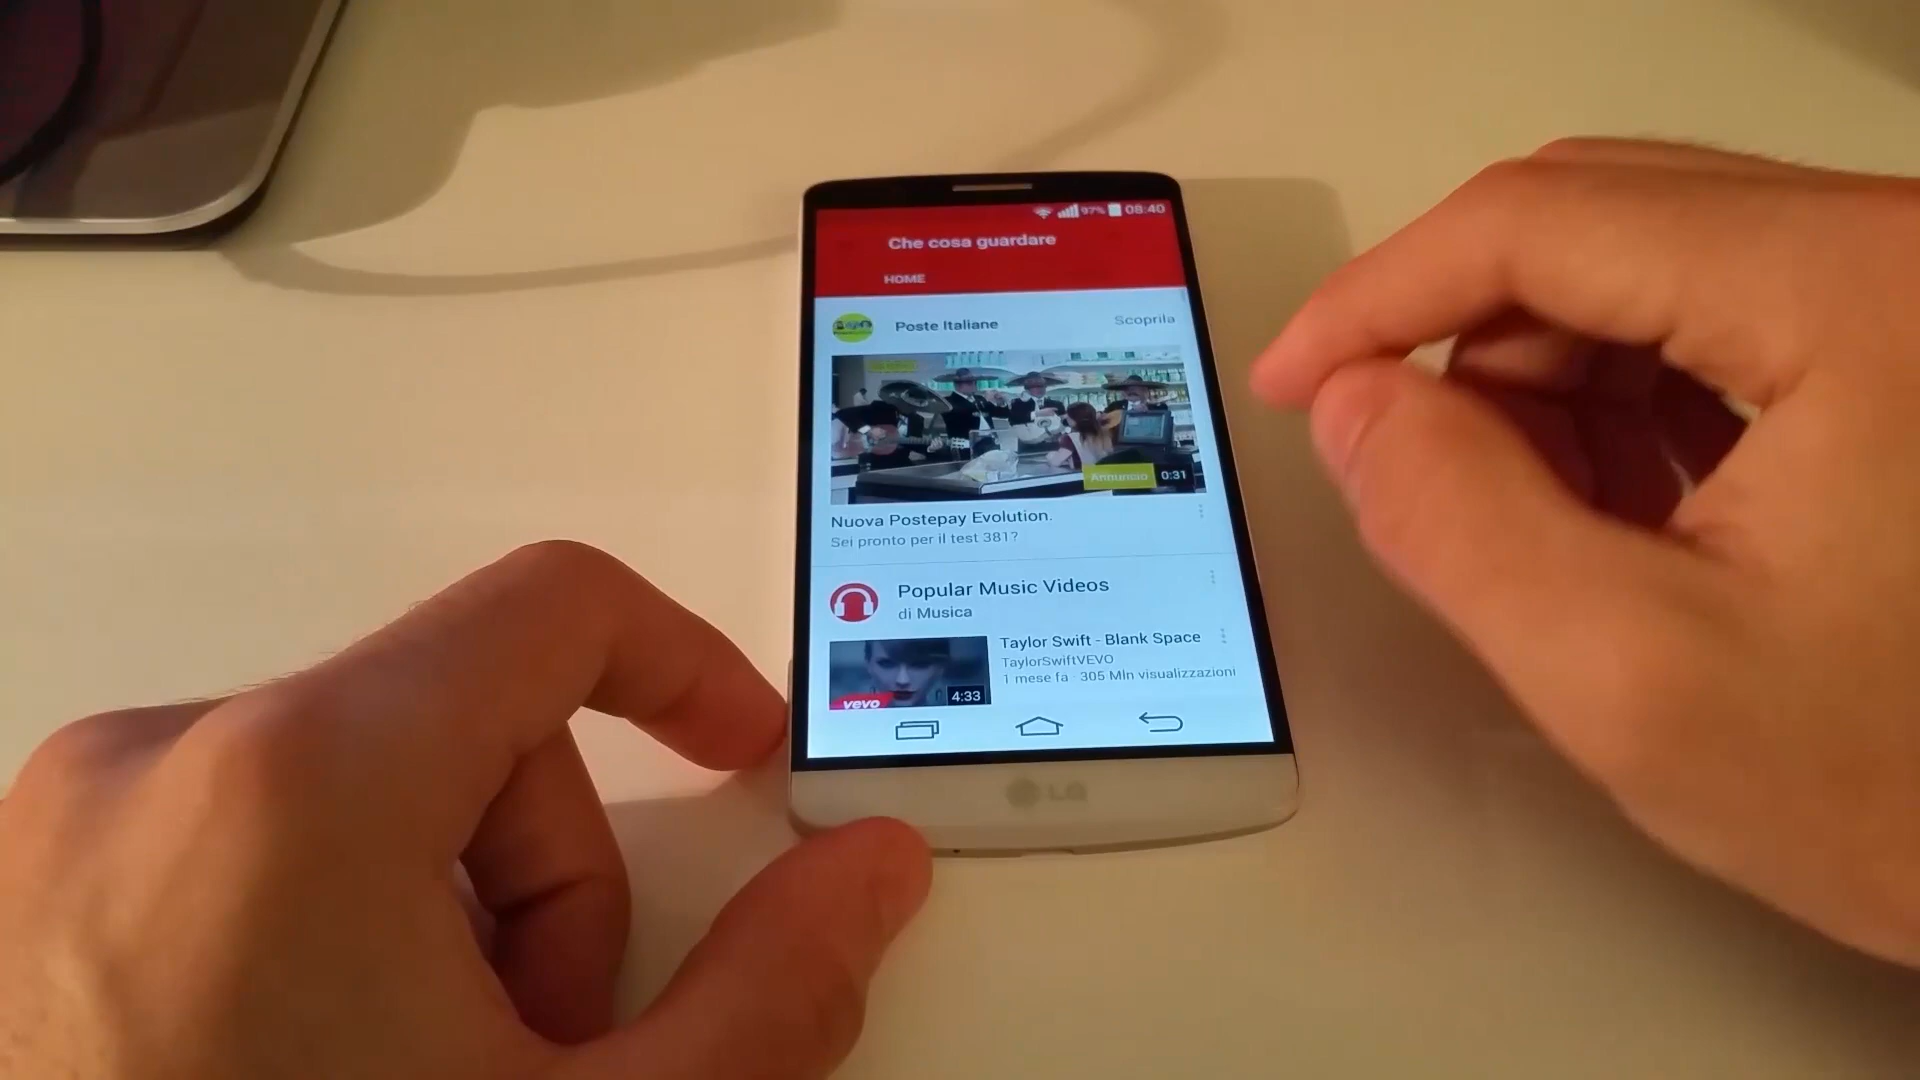 97% 08:40
Che cosa guardare
HOME
Poste Italiane
Scoprila
Annuncio 0:31
Nuova Postepay Evolution.
Sei pronto per il test 381?
Popular Music Videos
di Musica
Taylor Swift - Blank Space
TaylorSwiftVEVO
1 mese fa · 305 Mln visualizzazioni
vevo 4:33
LG